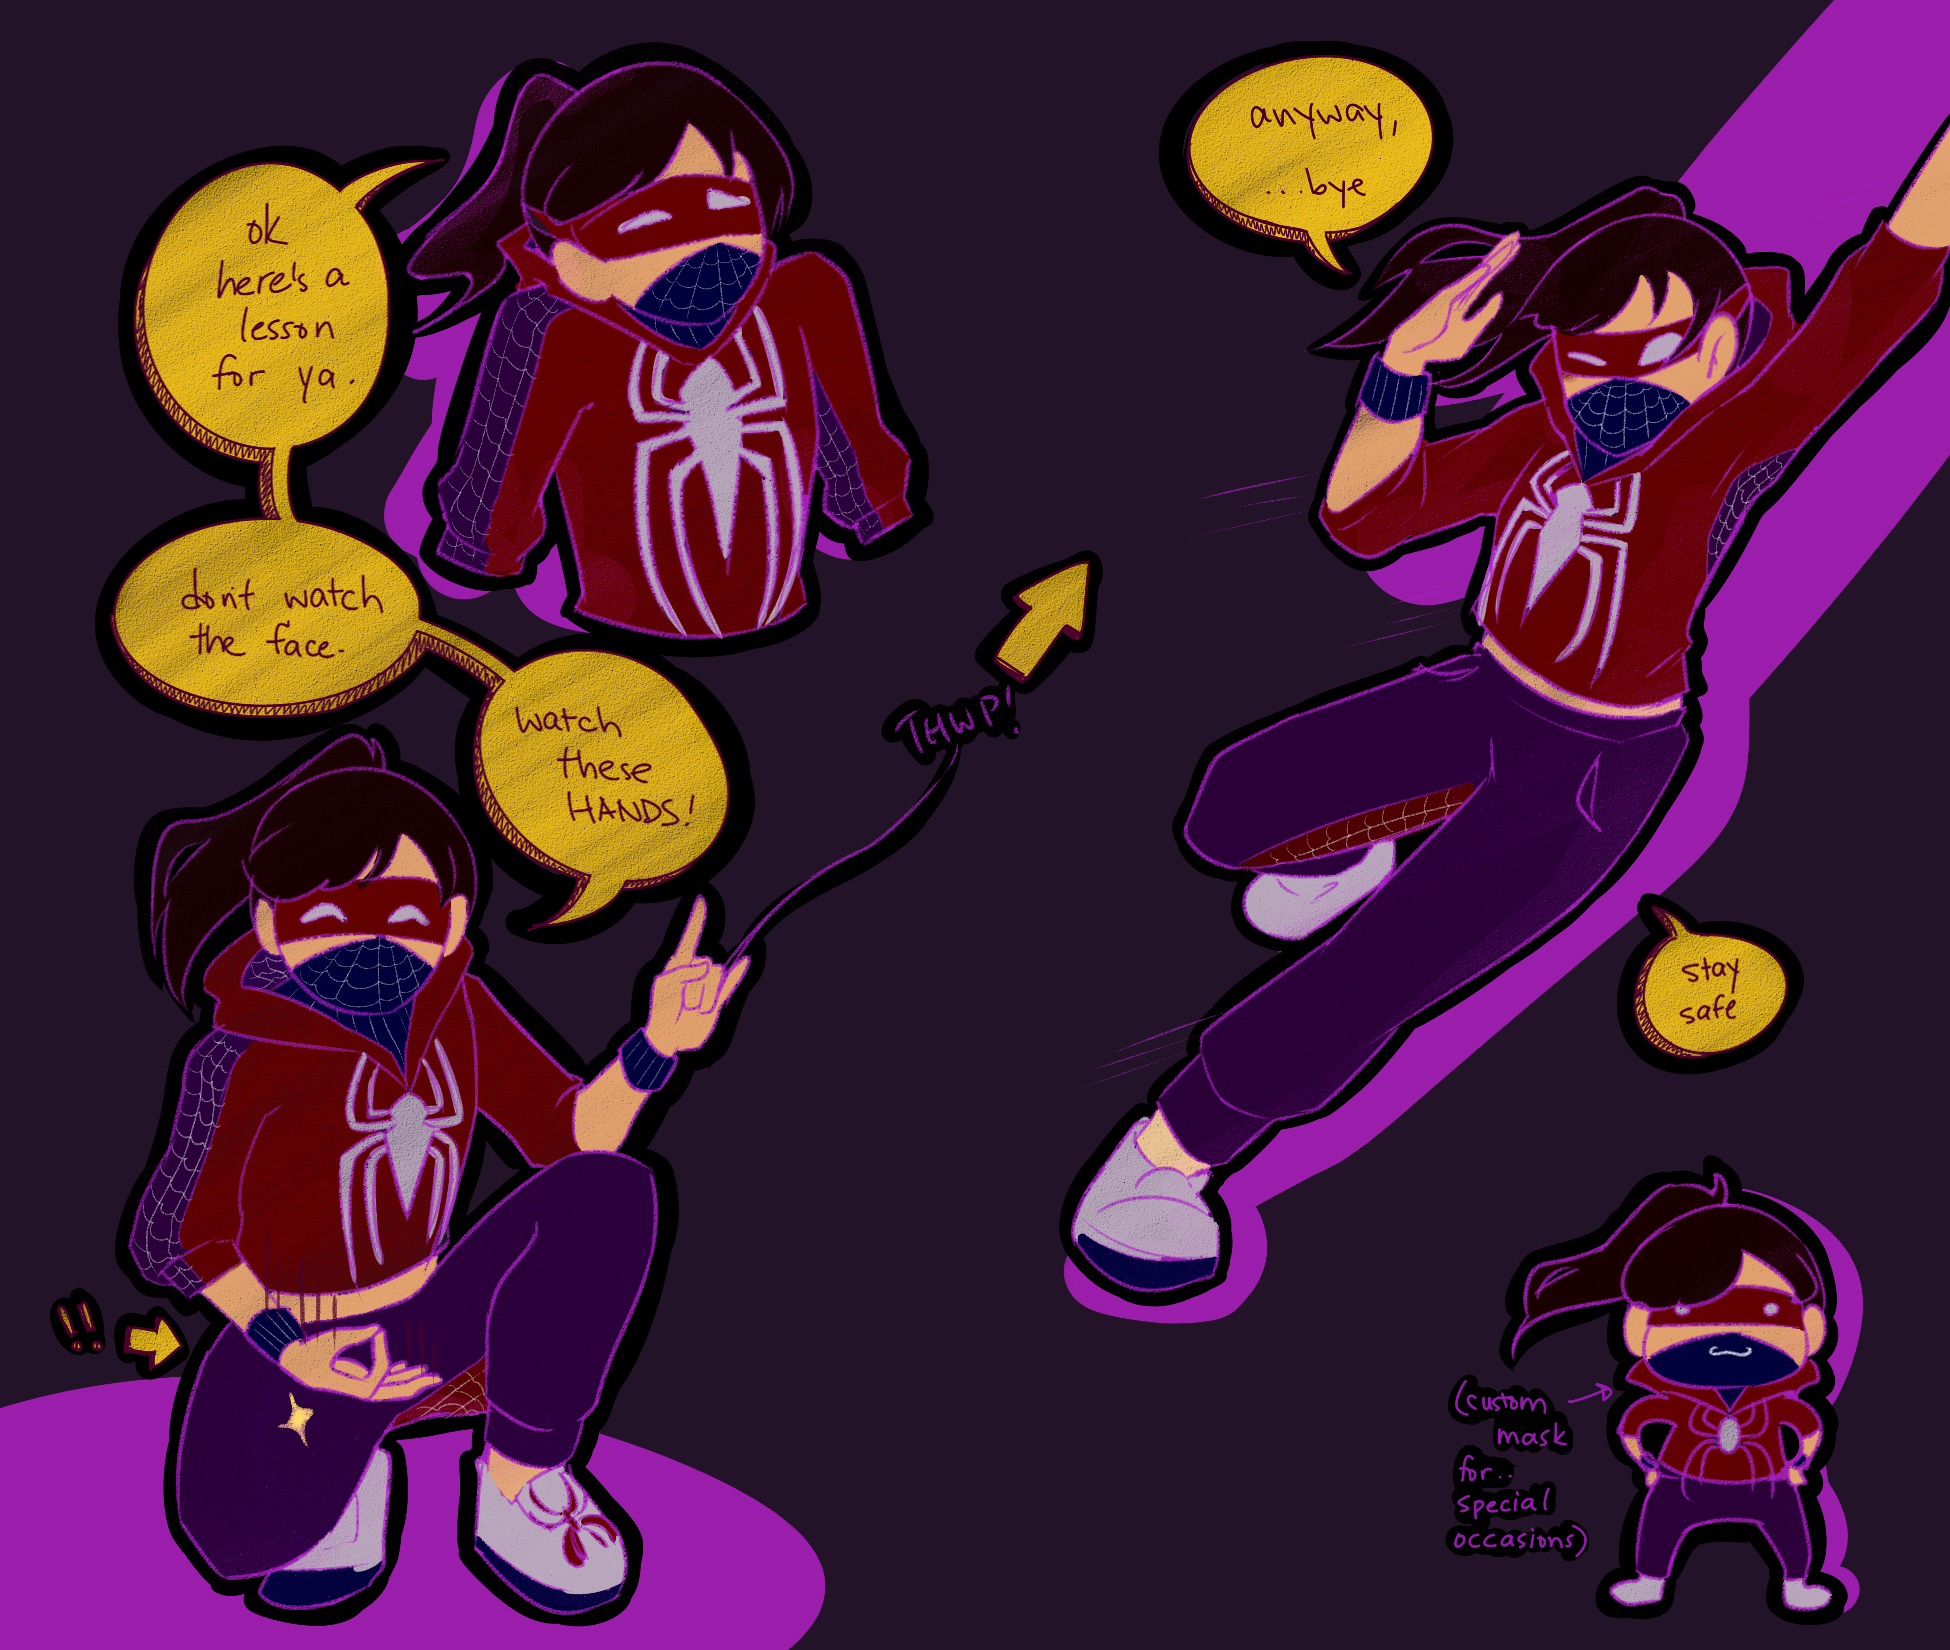 ok
here's a
lesson
for ya.
don't watch
the face.
watch
these
HANDS!
THWP!
!!
anyway,
...bye
stay
safe
(custom
mask
for..
special
occasions)